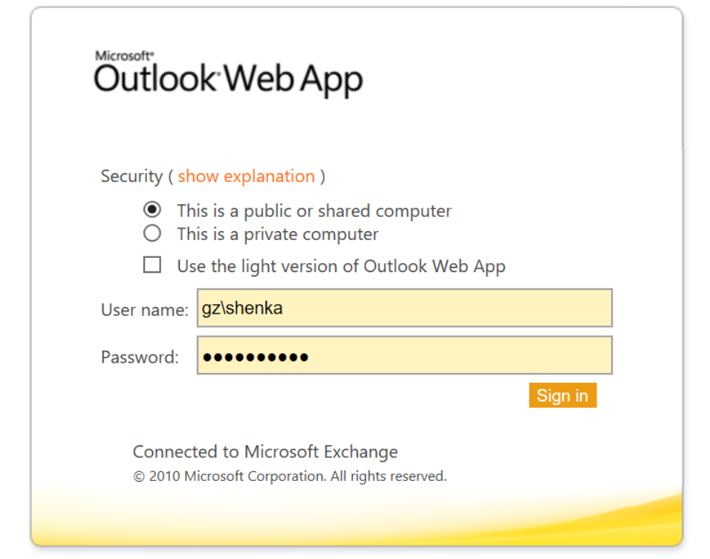 Microsoft®
Outlook® Web App
Security ( show explanation )
This is a public or shared computer
This is a private computer
Use the light version of Outlook Web App
User name: gz\shenka
Password: ●●●●●●●●●●
Sign in
Connected to Microsoft Exchange
© 2010 Microsoft Corporation. All rights reserved.